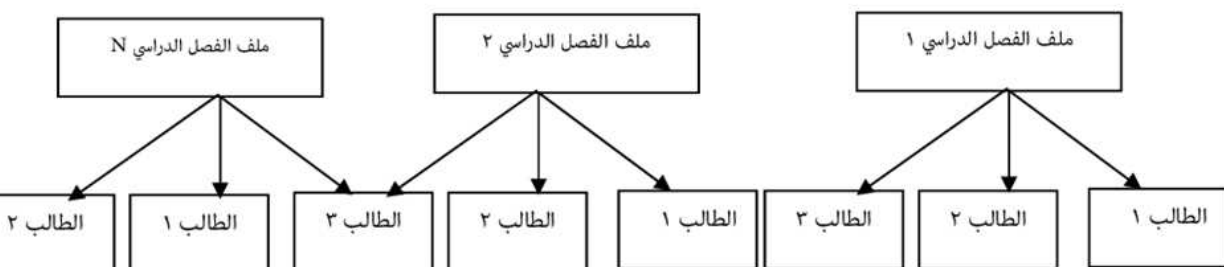 ملف الفصل الدراسي ١
ملف الفصل الدراسي ٢
ملف الفصل الدراسي N
الطالب ١
الطالب ٢
الطالب ٣
الطالب ١
الطالب ٢
الطالب ٣
الطالب ١
الطالب ٢